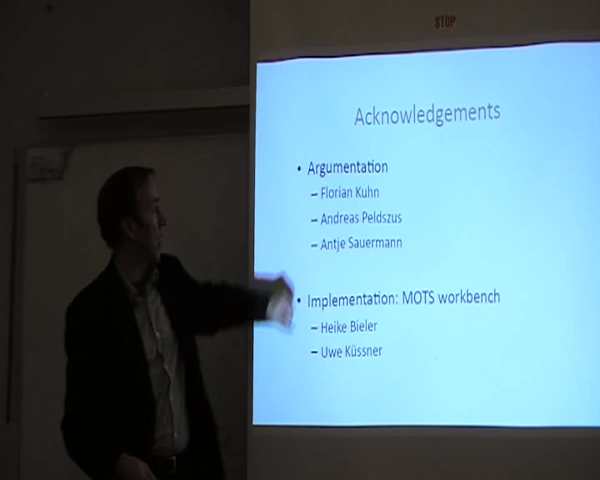 STOP
Acknowledgements
• Argumentation
– Florian Kuhn
– Andreas Peldszus
– Antje Sauermann
• Implementation: MOTS workbench
– Heike Bieler
– Uwe Küssner